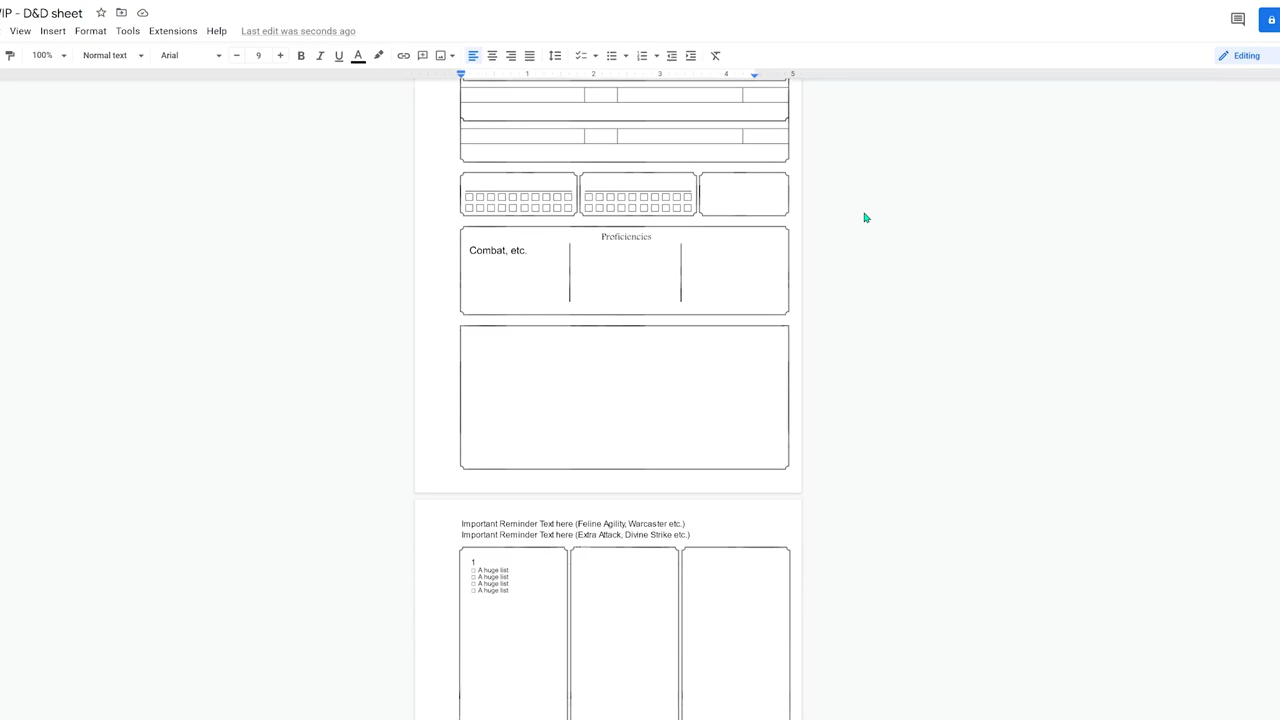 /IP - D&D sheet
View Insert Format Tools Extensions Help Last edit was seconds ago
100% Normal text Arial 9 B I U A Editing
1 2 3 4 5
Proficiencies
Combat, etc.
Important Reminder Text here (Feline Agility, Warcaster etc.)
Important Reminder Text here (Extra Attack, Divine Strike etc.)
1
A huge list
A huge list
A huge list
A huge list